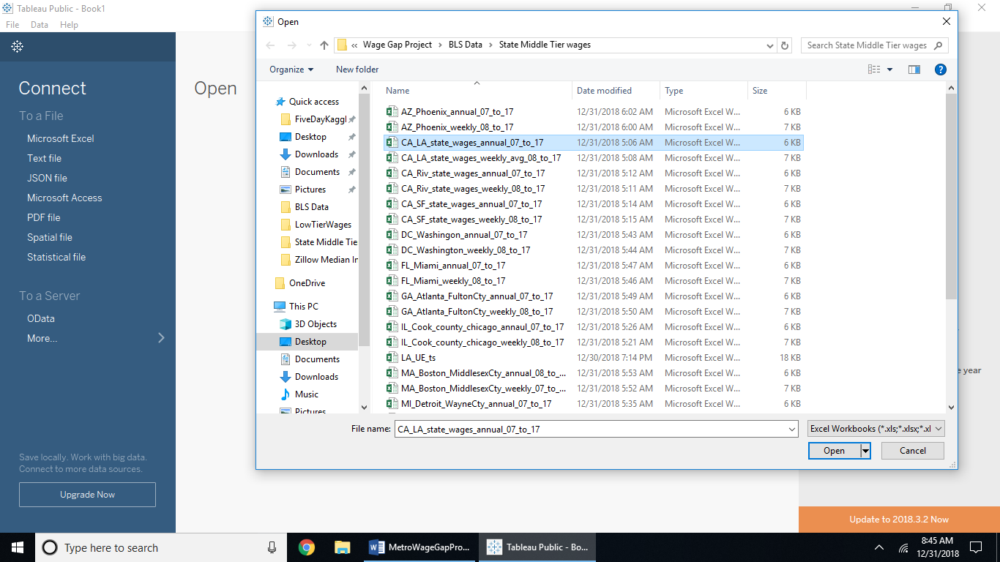 Tableau Public - Book1
File Data Help
Connect
To a File
Microsoft Excel
Text file
JSON file
Microsoft Access
PDF file
Spatial file
Statistical file
To a Server
OData
More...
Save locally. Work with big data.
Connect to more data sources.
Upgrade Now
Open
Open
« Wage Gap Project › BLS Data › State Middle Tier wages
Search State Middle Tier wages
Organize
New folder
Quick access
FiveDayKaggl
Desktop
Downloads
Documents
Pictures
BLS Data
LowTierWages
State Middle Tie
Zillow Median In
OneDrive
This PC
3D Objects
Desktop
Documents
Downloads
Music
Pictures
Name Date modified Type Size
AZ_Phoenix_annual_07_to_17 12/31/2018 6:02 AM Microsoft Excel W... 6 KB
AZ_Phoenix_weekly_08_to_17 12/31/2018 6:00 AM Microsoft Excel W... 7 KB
CA_LA_state_wages_annual_07_to_17 12/31/2018 5:06 AM Microsoft Excel W... 6 KB
CA_LA_state_wages_weekly_avg_08_to_17 12/31/2018 5:08 AM Microsoft Excel W... 7 KB
CA_Riv_state_wages_annual_07_to_17 12/31/2018 5:12 AM Microsoft Excel W... 6 KB
CA_Riv_state_wages_weekly_08_to_17 12/31/2018 5:11 AM Microsoft Excel W... 7 KB
CA_SF_state_wages_annual_07_to_17 12/31/2018 5:14 AM Microsoft Excel W... 6 KB
CA_SF_state_wages_weekly_08_to_17 12/31/2018 5:15 AM Microsoft Excel W... 7 KB
DC_Washingon_annual_07_to_17 12/31/2018 5:43 AM Microsoft Excel W... 6 KB
DC_Washington_weekly_08_to_17 12/31/2018 5:44 AM Microsoft Excel W... 7 KB
FL_Miami_annual_07_to_17 12/31/2018 5:47 AM Microsoft Excel W... 6 KB
FL_Miami_weekly_08_to_17 12/31/2018 5:46 AM Microsoft Excel W... 7 KB
GA_Atlanta_FultonCty_annual_07_to_17 12/31/2018 5:49 AM Microsoft Excel W... 6 KB
GA_Atlanta_FultonCty_weekly_08_to_17 12/31/2018 5:50 AM Microsoft Excel W... 7 KB
IL_Cook_county_chicago_annaul_07_to_17 12/31/2018 5:26 AM Microsoft Excel W... 6 KB
IL_Cook_county_chicago_weekly_08_to_17 12/31/2018 5:21 AM Microsoft Excel W... 7 KB
LA_UE_ts 12/30/2018 7:14 PM Microsoft Excel W... 18 KB
MA_Boston_MiddlesexCty_annual_08_to_... 12/31/2018 5:53 AM Microsoft Excel W... 6 KB
MA_Boston_MiddlesexCty_weekly_07_to_... 12/31/2018 5:52 AM Microsoft Excel W... 7 KB
MI_Detroit_WayneCty_annual_07_to_17 12/31/2018 5:35 AM Microsoft Excel W... 6 KB
File name: CA_LA_state_wages_annual_07_to_17
Excel Workbooks (*.xls;*.xlsx;*.xl
Open
Cancel
e year
Update to 2018.3.2 Now
Type here to search
MetroWageGapPro...
Tableau Public - Bo...
8:45 AM
12/31/2018